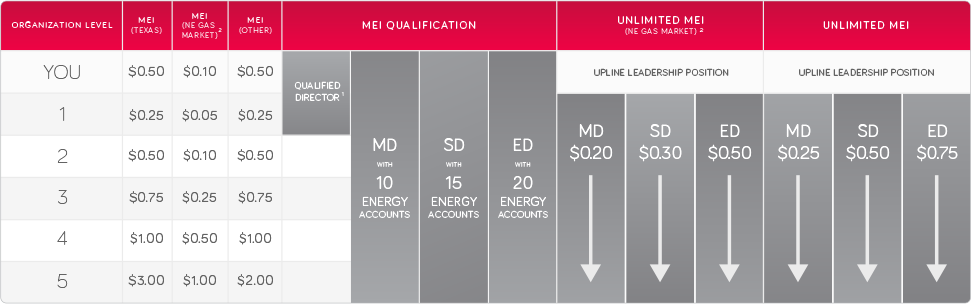 ORGANIZATION LEVEL
MEI
(TEXAS)
MEI
(NE GAS
MARKET)²
MEI
(OTHER)
MEI QUALIFICATION
UNLIMITED MEI
(NE GAS MARKET) ²
UNLIMITED MEI
YOU $0.50 $0.10 $0.50
QUALIFIED
DIRECTOR¹
UPLINE LEADERSHIP POSITION
UPLINE LEADERSHIP POSITION
1 $0.25 $0.05 $0.25
2 $0.50 $0.10 $0.50
3 $0.75 $0.25 $0.75
4 $1.00 $0.50 $1.00
5 $3.00 $1.00 $2.00
MD
WITH
10
ENERGY
ACCOUNTS
SD
WITH
15
ENERGY
ACCOUNTS
ED
WITH
20
ENERGY
ACCOUNTS
MD
$0.20
SD
$0.30
ED
$0.50
MD
$0.25
SD
$0.50
ED
$0.75